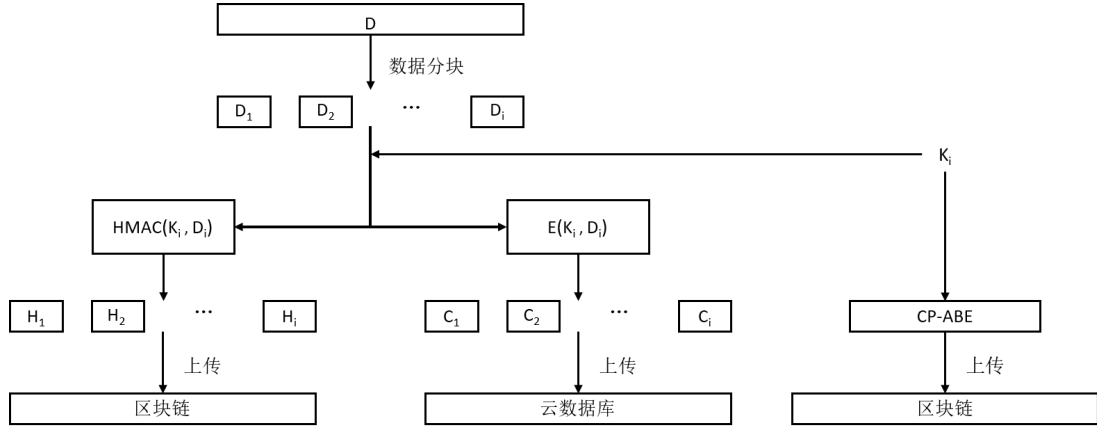 D
数据分块
D₁ D₂ ... Dᵢ
Kᵢ
HMAC(Kᵢ, Dᵢ) E(Kᵢ, Dᵢ)
H₁ H₂ ... Hᵢ C₁ C₂ ... Cᵢ CP-ABE
上传 上传 上传
区块链 云数据库 区块链